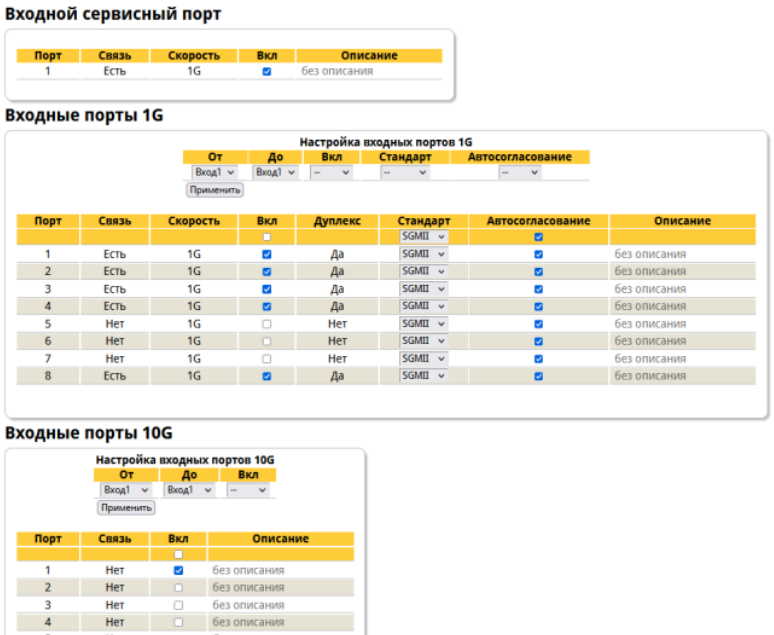 Входной сервисный порт
Порт Связь Скорость Вкл Описание
1 Есть 1G без описания
Входные порты 1G
Настройка входных портов 1G
От До Вкл Стандарт Автосогласование
Вход1 Вход1 -- -- --
Применить
Порт Связь Скорость Вкл Дуплекс Стандарт Автосогласование Описание
SGMII
1 Есть 1G Да SGMII без описания
2 Есть 1G Да SGMII без описания
3 Есть 1G Да SGMII без описания
4 Есть 1G Да SGMII без описания
5 Нет 1G Нет SGMII без описания
6 Нет 1G Нет SGMII без описания
7 Нет 1G Нет SGMII без описания
8 Есть 1G Да SGMII без описания
Входные порты 10G
Настройка входных портов 10G
От До Вкл
Вход1 Вход1 --
Применить
Порт Связь Вкл Описание
1 Нет без описания
2 Нет без описания
3 Нет без описания
4 Нет без описания